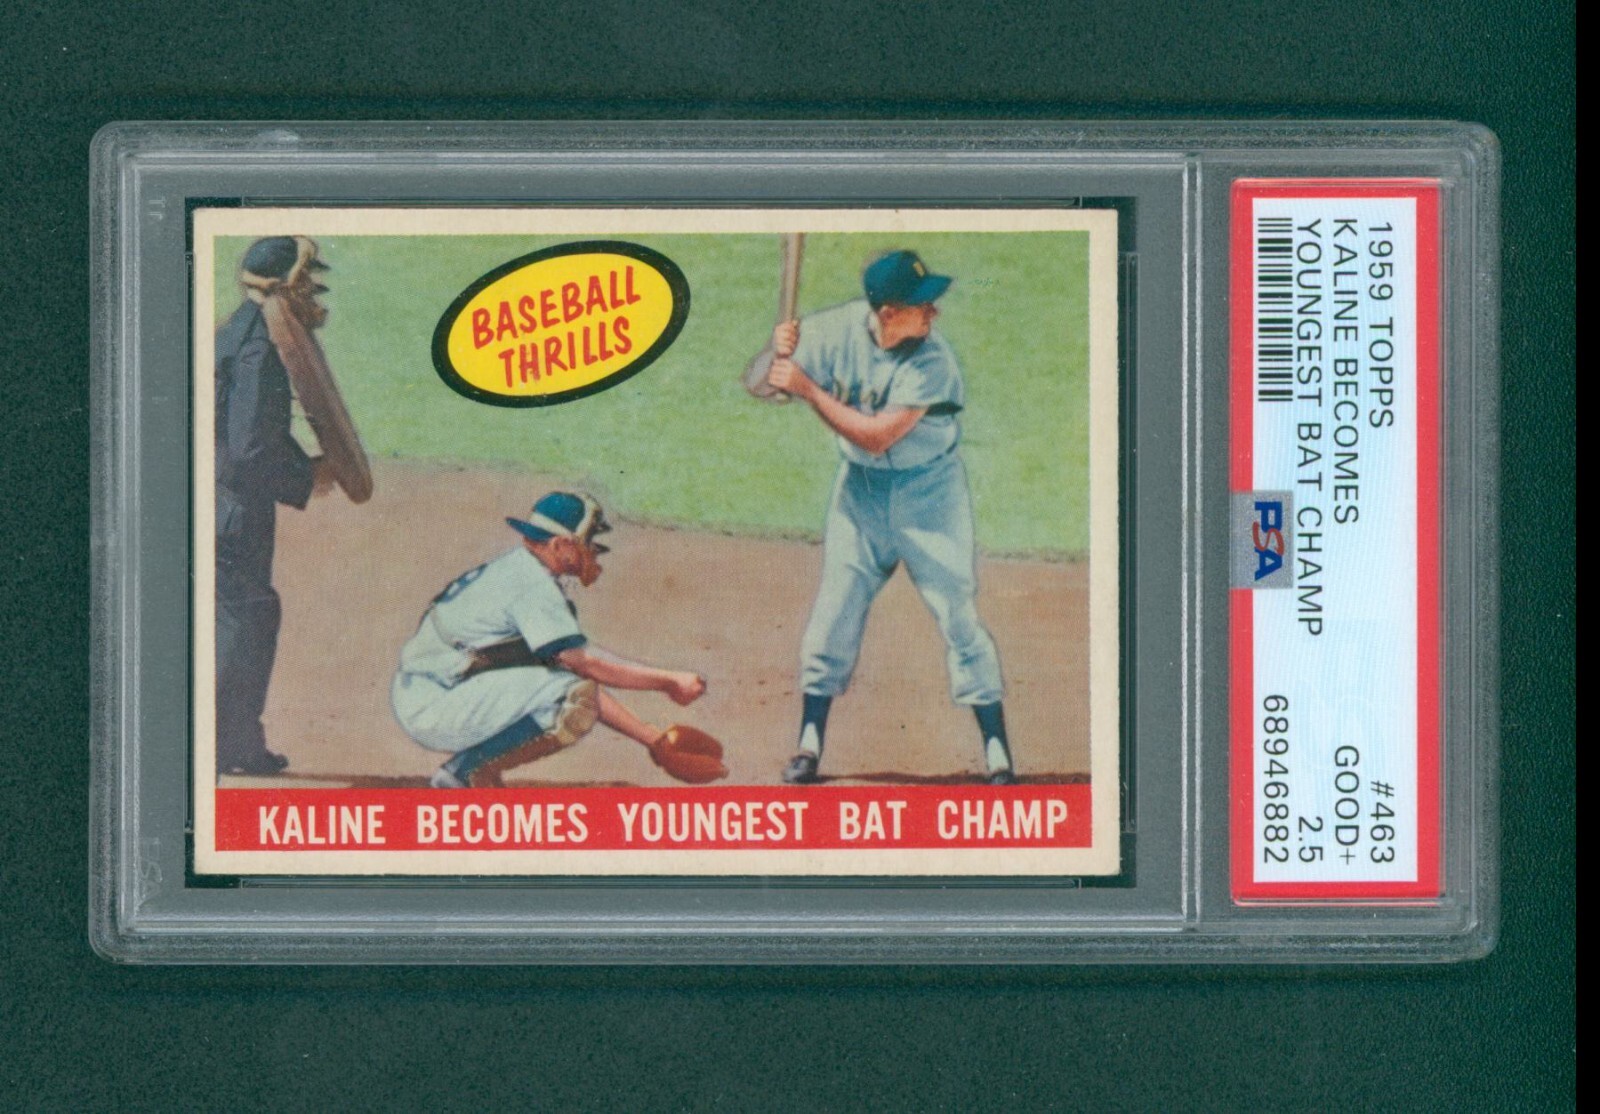 BASEBALL
THRILLS
KALINE BECOMES YOUNGEST BAT CHAMP
1959 TOPPS #463
KALINE BECOMES GOOD+
YOUNGEST BAT CHAMP 2.5
PSA
68946882